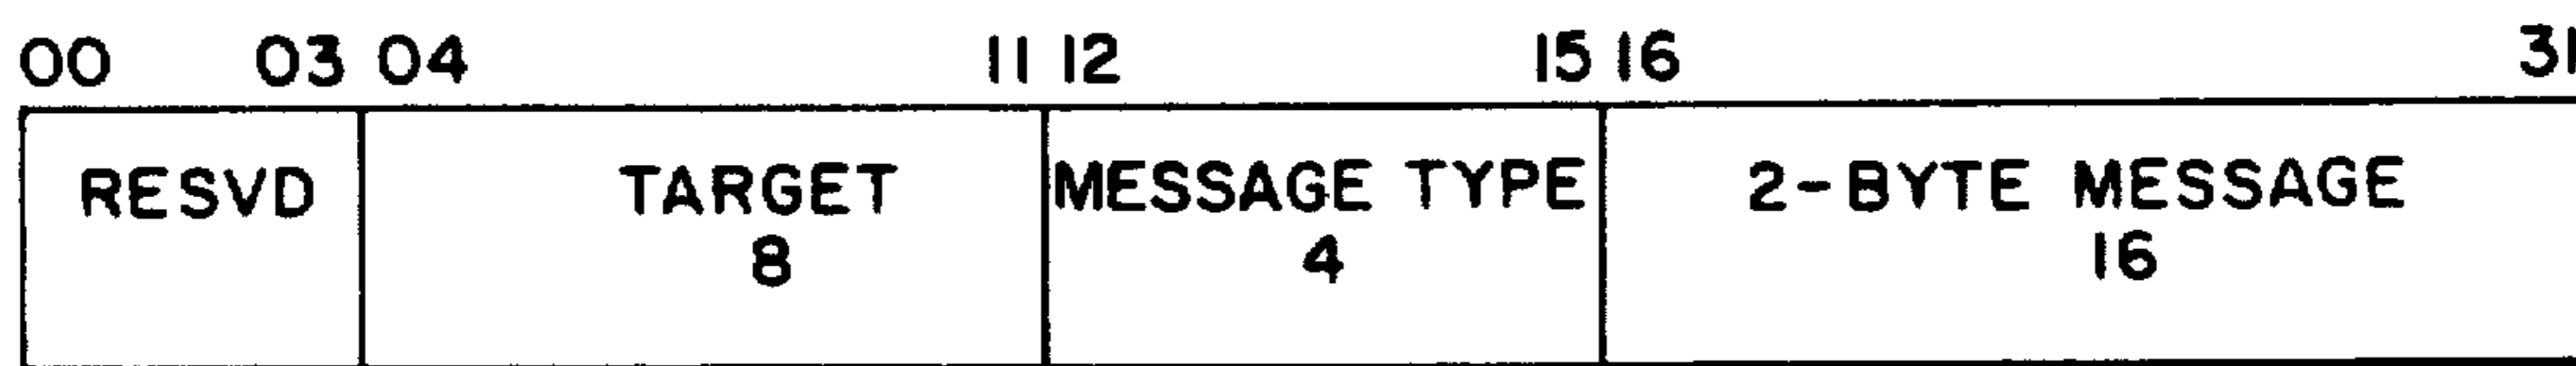 00 03 04 11 12 15 16 31
RESVD TARGET MESSAGE TYPE 2-BYTE MESSAGE
8 4 16